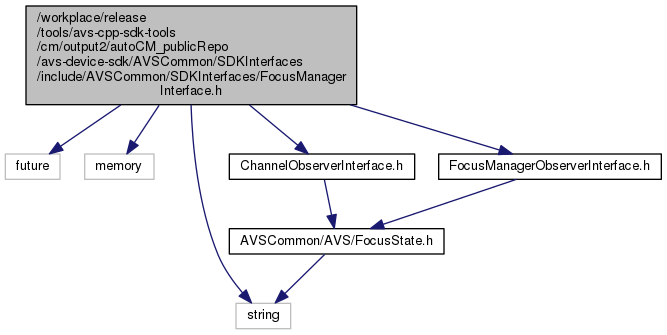 /workplace/release
/tools/avs-cpp-sdk-tools
/cm/output2/autoCM_publicRepo
/avs-device-sdk/AVSCommon/SDKInterfaces
/include/AVSCommon/SDKInterfaces/FocusManager
Interface.h
future
memory
ChannelObserverInterface.h
FocusManagerObserverInterface.h
AVSCommon/AVS/FocusState.h
string